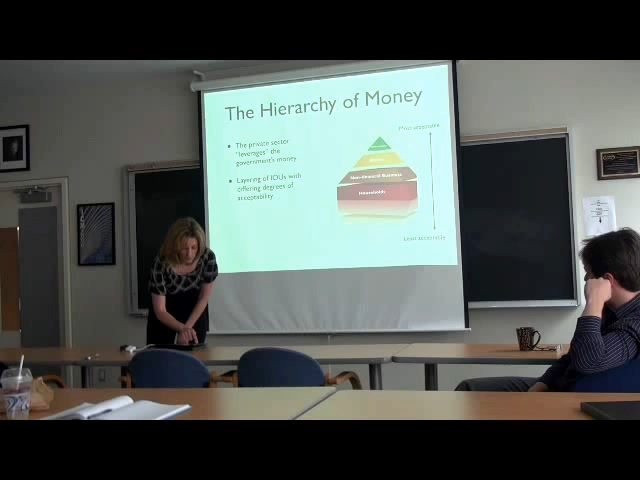 The Hierarchy of Money
Most acceptable
• The private sector
"leverages" the
government's money
• Layering of IOUs with
differing degrees of
acceptability
Non-financial Business
Households
Least acceptable